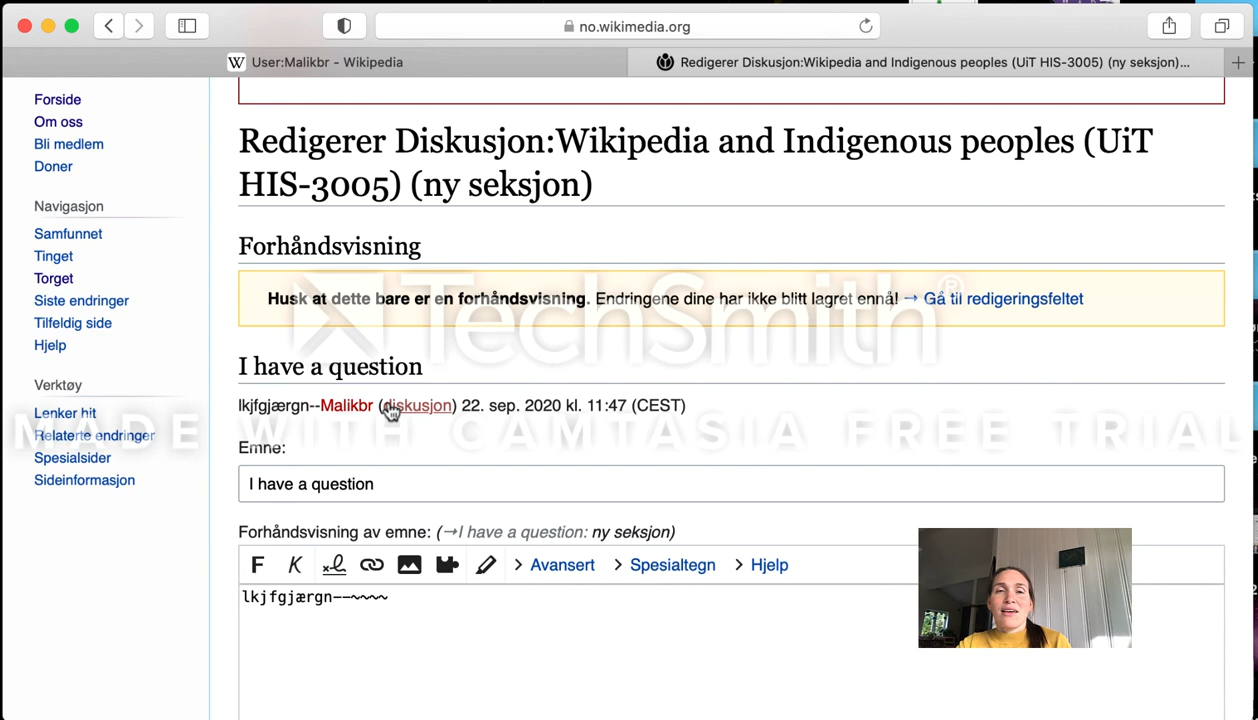 no.wikimedia.org
W User:Malikbr - Wikipedia
Redigerer Diskusjon:Wikipedia and Indigenous peoples (UiT HIS-3005) (ny seksjon)...
Forside
Om oss
Bli medlem
Doner
Navigasjon
Samfunnet
Tinget
Torget
Siste endringer
Tilfeldig side
Hjelp
Verktøy
Lenker hit
Relaterte endringer
Spesialsider
Sideinformasjon
Redigerer Diskusjon:Wikipedia and Indigenous peoples (UiT
HIS-3005) (ny seksjon)
Forhåndsvisning
Husk at dette bare er en forhåndsvisning. Endringene dine har ikke blitt lagret ennå! → Gå til redigeringsfeltet
TechSmith®
I have a question
lkjfgjærgn--Malikbr (diskusjon) 22. sep. 2020 kl. 11:47 (CEST)
MADE WITH CAMTASIA FREE TRIAL
Emne:
I have a question
Forhåndsvisning av emne: (→I have a question: ny seksjon)
F K Avansert Spesialtegn Hjelp
lkjfgjærgn--~~~~